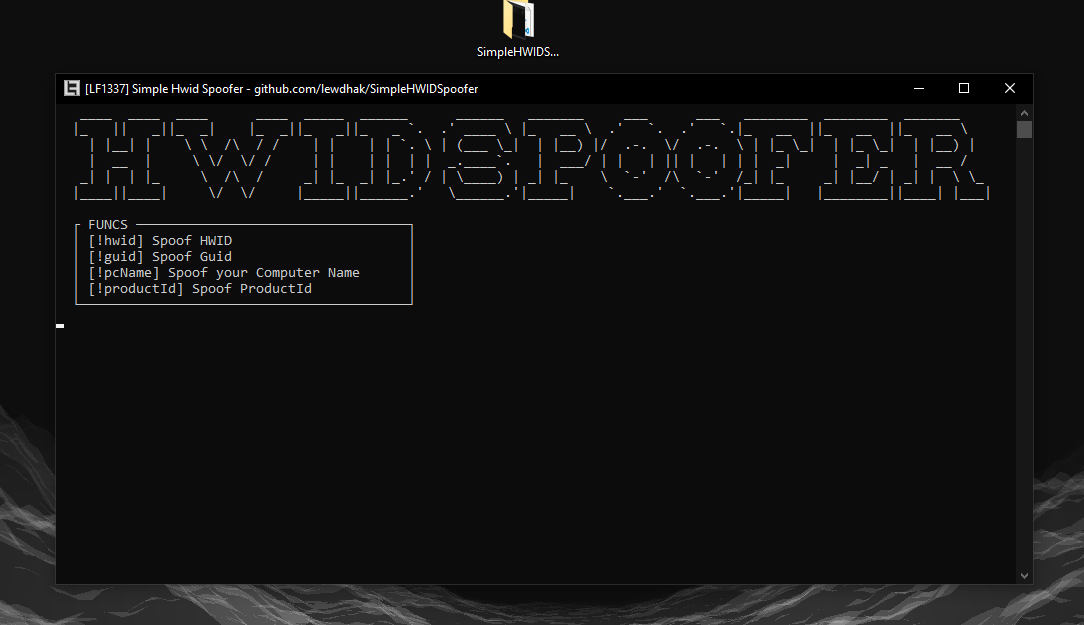 SimpleHWIDS...
[LF1337] Simple Hwid Spoofer - github.com/lewdhak/SimpleHWIDSpoofer
HWIDSPOOFER
FUNCS
[!hwid] Spoof HWID
[!guid] Spoof Guid
[!pcName] Spoof your Computer Name
[!productId] Spoof ProductId